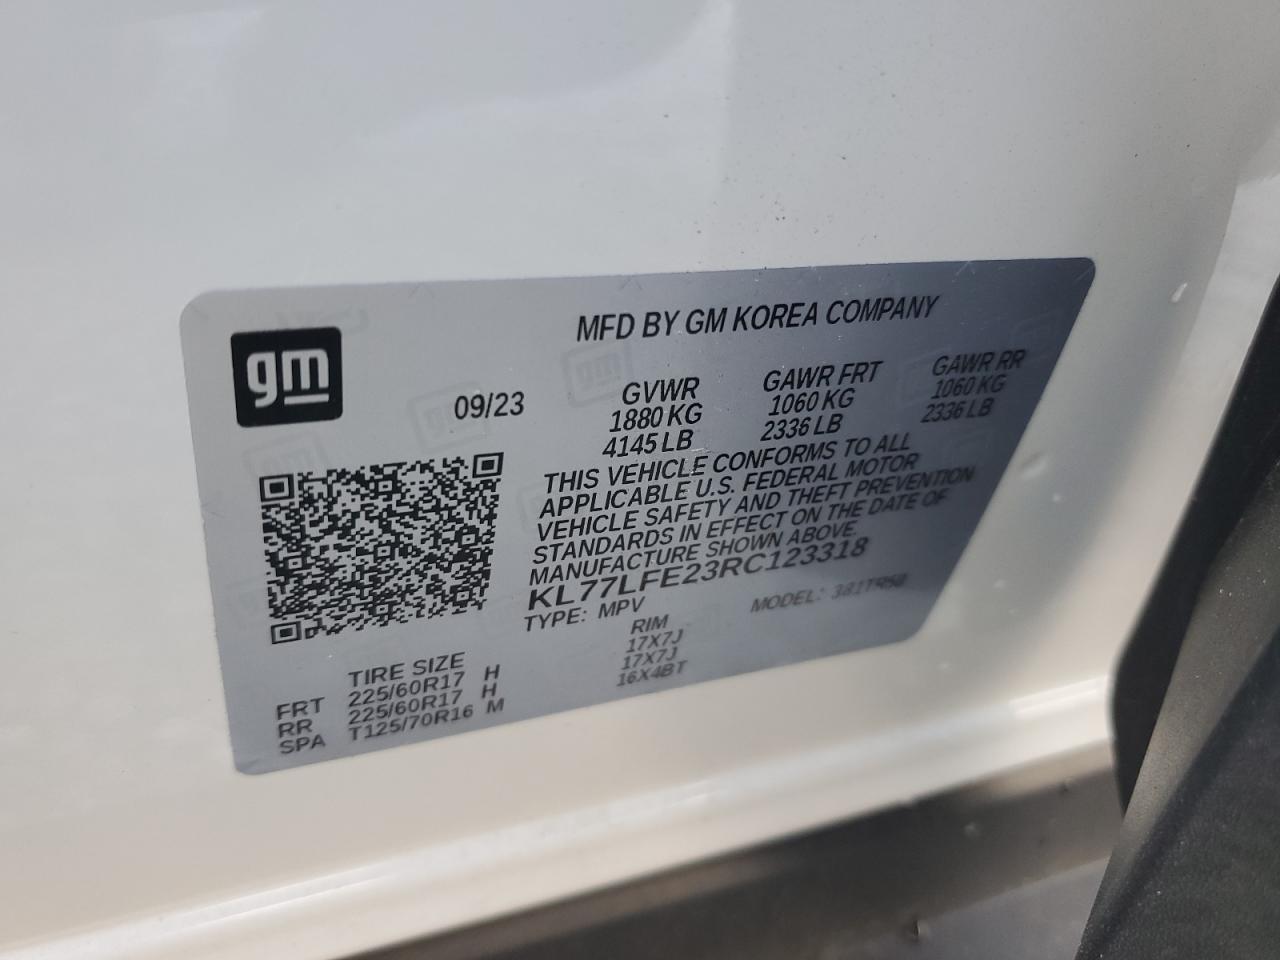 gm
MFD BY GM KOREA COMPANY
09/23 GVWR GAWR FRT GAWR RR
1880 KG 1060 KG 1060 KG
4145 LB 2336 LB 2336 LB
THIS VEHICLE CONFORMS TO ALL
APPLICABLE U.S. FEDERAL MOTOR
VEHICLE SAFETY AND THEFT PREVENTION
STANDARDS IN EFFECT ON THE DATE OF
MANUFACTURE SHOWN ABOVE.
KL77LFE23RC123318
TYPE: MPV MODEL:
TIRE SIZE RIM
FRT 225/60R17 H 17X7J
RR 225/60R17 H 17X7J
SPA T125/70R16 M 16X4BT